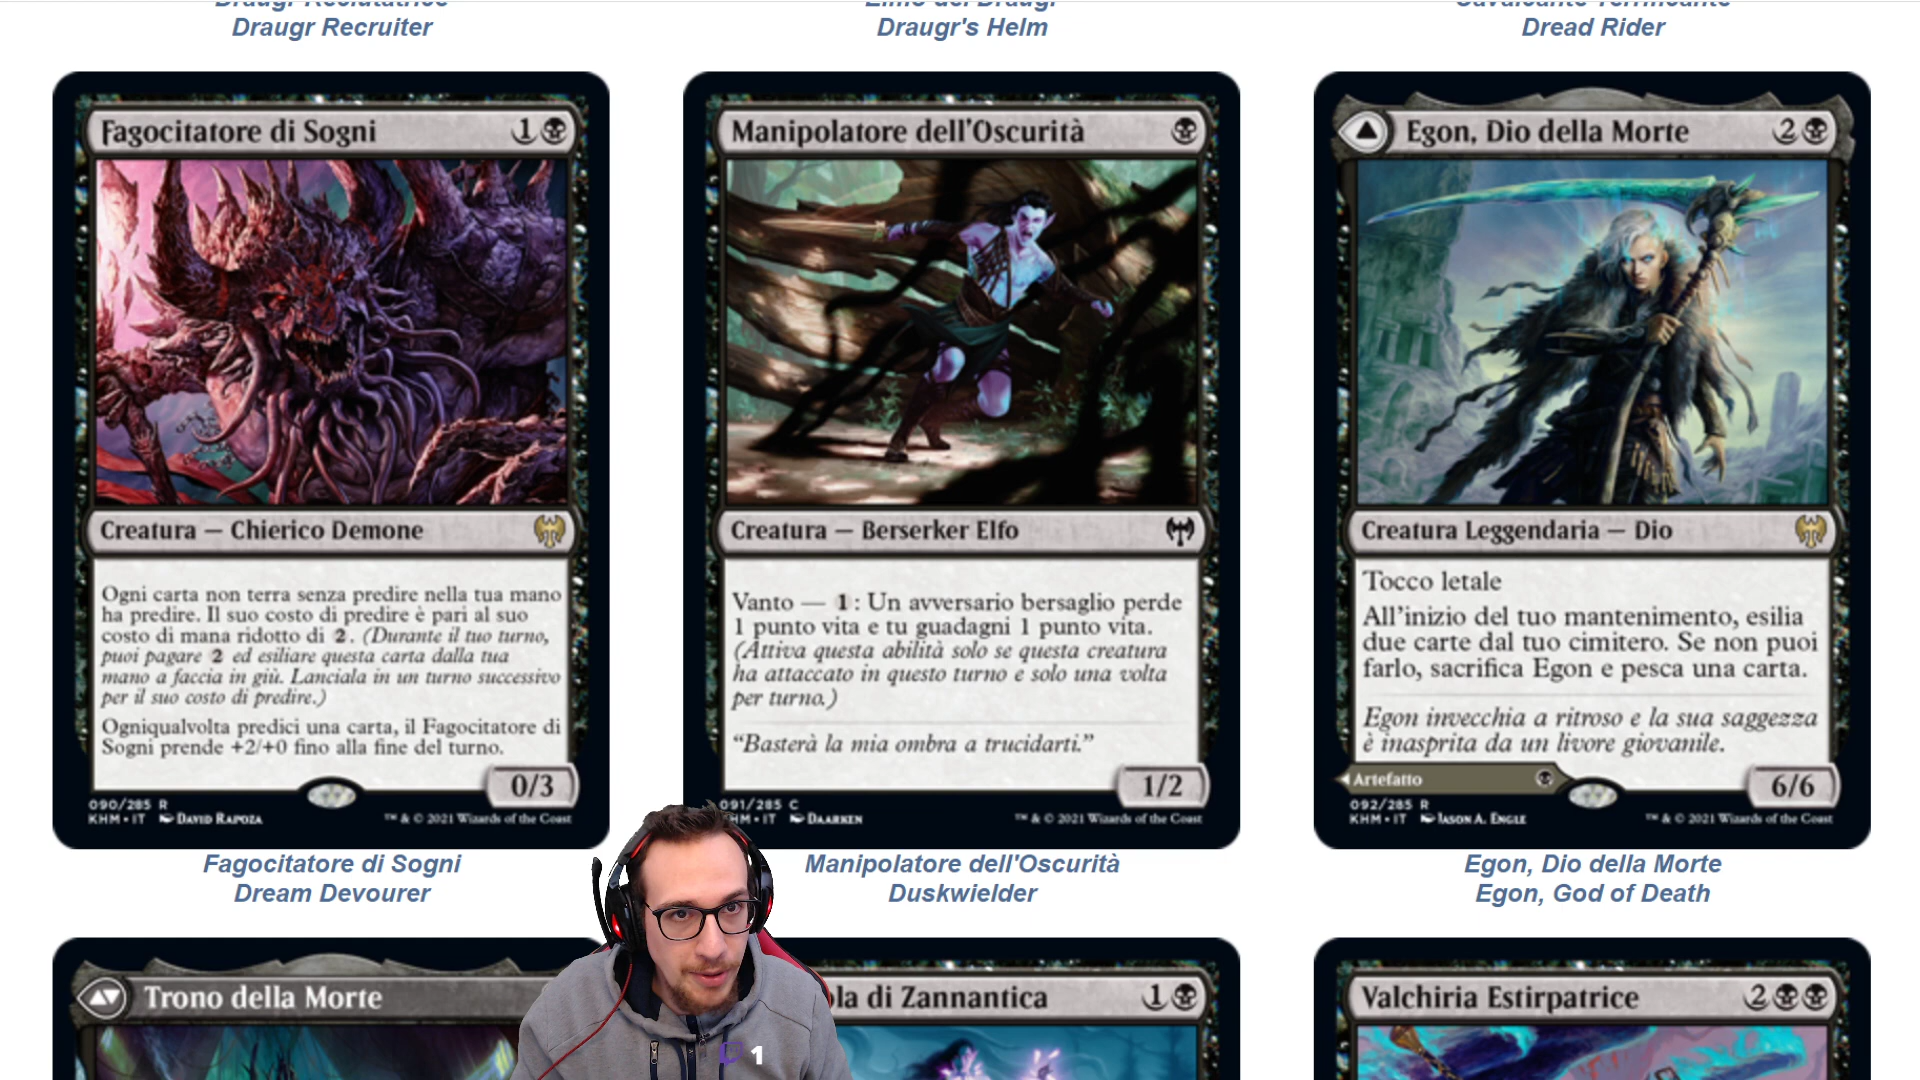 Draugr Reclutatrice
Elmo del Draugr
Cavalcante Terrificante
Draugr Recruiter
Draugr's Helm
Dread Rider
Fagocitatore di Sogni
1
Creatura — Chierico Demone
Ogni carta non terra senza predire nella tua mano
ha predire. Il suo costo di predire è pari al suo
costo di mana ridotto di 2. (Durante il tuo turno,
puoi pagare 2 ed esiliare questa carta dalla tua
mano a faccia in giù. Lanciala in un turno successivo
per il suo costo di predire.)
Ogniqualvolta predici una carta, il Fagocitatore di
Sogni prende +2/+0 fino alla fine del turno.
0/3
090/285 R
KHM • IT DAVID RAPOZA
™ & © 2021 Wizards of the Coast
Fagocitatore di Sogni
Dream Devourer
Manipolatore dell'Oscurità
Creatura — Berserker Elfo
Vanto — 1: Un avversario bersaglio perde
1 punto vita e tu guadagni 1 punto vita.
(Attiva questa abilità solo se questa creatura
ha attaccato in questo turno e solo una volta
per turno.)
“Basterà la mia ombra a trucidarti.”
1/2
091/285 C
KHM • IT DAARKEN
™ & © 2021 Wizards of the Coast
Manipolatore dell'Oscurità
Duskwielder
Egon, Dio della Morte
2
Creatura Leggendaria — Dio
Tocco letale
All'inizio del tuo mantenimento, esilia
due carte dal tuo cimitero. Se non puoi
farlo, sacrifica Egon e pesca una carta.
Egon invecchia a ritroso e la sua saggezza
è inasprita da un livore giovanile.
Artefatto
6/6
092/285 R
KHM • IT JASON A. ENGLE
™ & © 2021 Wizards of the Coast
Egon, Dio della Morte
Egon, God of Death
Trono della Morte
la di Zannantica
1
Valchiria Estirpatrice
2
1